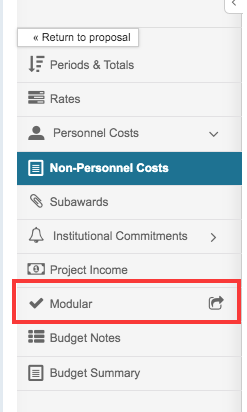 « Return to proposal
Periods & Totals
Rates
Personnel Costs
Non-Personnel Costs
Subawards
Institutional Commitments
Project Income
Modular
Budget Notes
Budget Summary